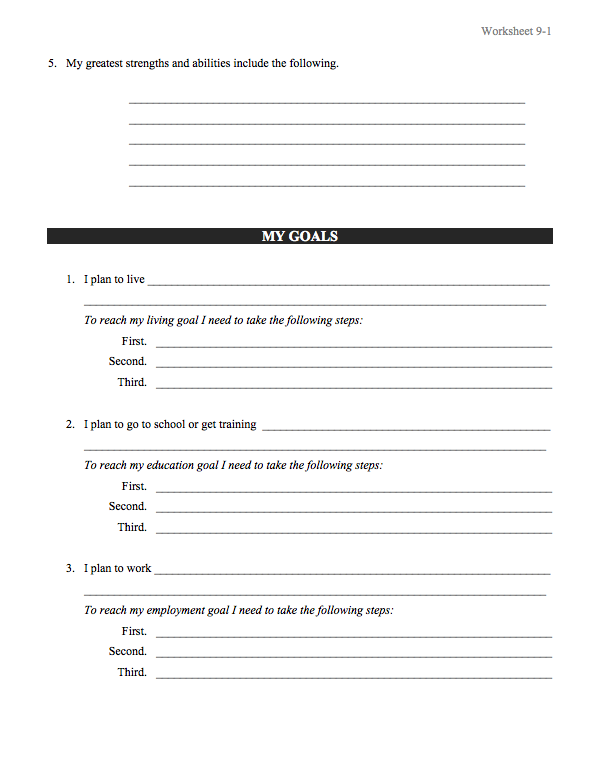 Worksheet 9-1
5. My greatest strengths and abilities include the following.
MY GOALS
1. I plan to live
To reach my living goal I need to take the following steps:
First.
Second.
Third.
2. I plan to go to school or get training
To reach my education goal I need to take the following steps:
First.
Second.
Third.
3. I plan to work
To reach my employment goal I need to take the following steps:
First.
Second.
Third.